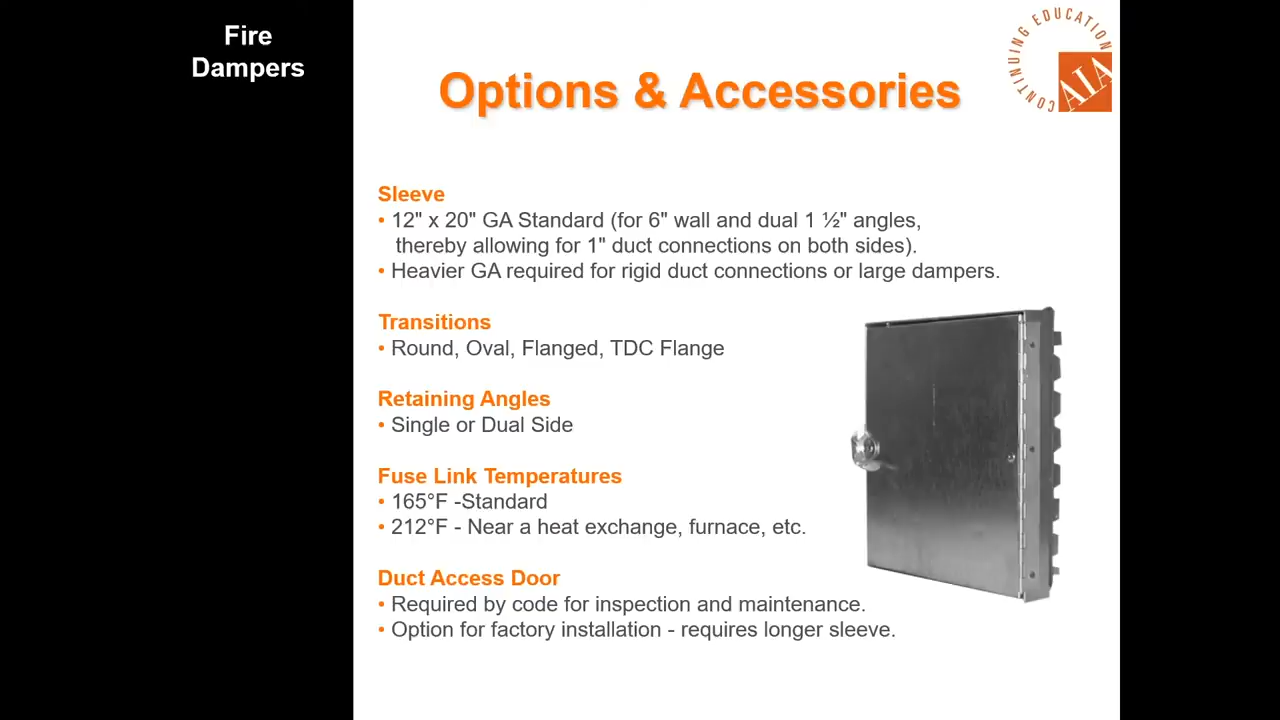 Fire
Dampers
Options & Accessories
CONTINUING EDUCATION
AIA
Sleeve
• 12" x 20" GA Standard (for 6" wall and dual 1 ½" angles,
thereby allowing for 1" duct connections on both sides).
• Heavier GA required for rigid duct connections or large dampers.
Transitions
• Round, Oval, Flanged, TDC Flange
Retaining Angles
• Single or Dual Side
Fuse Link Temperatures
• 165°F -Standard
• 212°F - Near a heat exchange, furnace, etc.
Duct Access Door
• Required by code for inspection and maintenance.
• Option for factory installation - requires longer sleeve.